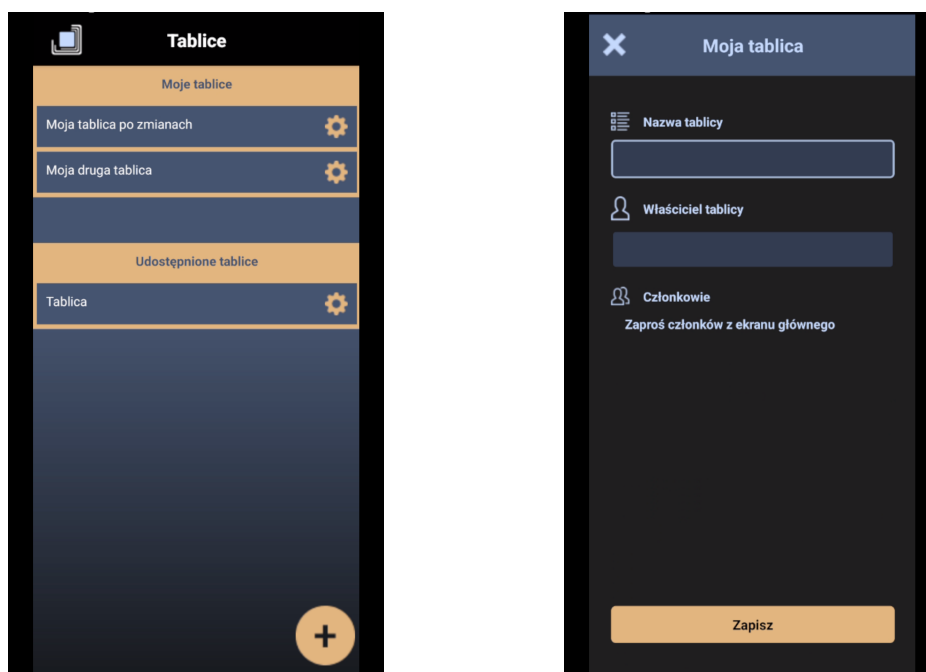 Tablice
Moje tablice
Moja tablica po zmianach
Moja druga tablica
Udostępnione tablice
Tablica
+
Moja tablica
Nazwa tablicy
Właściciel tablicy
Członkowie
Zaproś członków z ekranu głównego
Zapisz